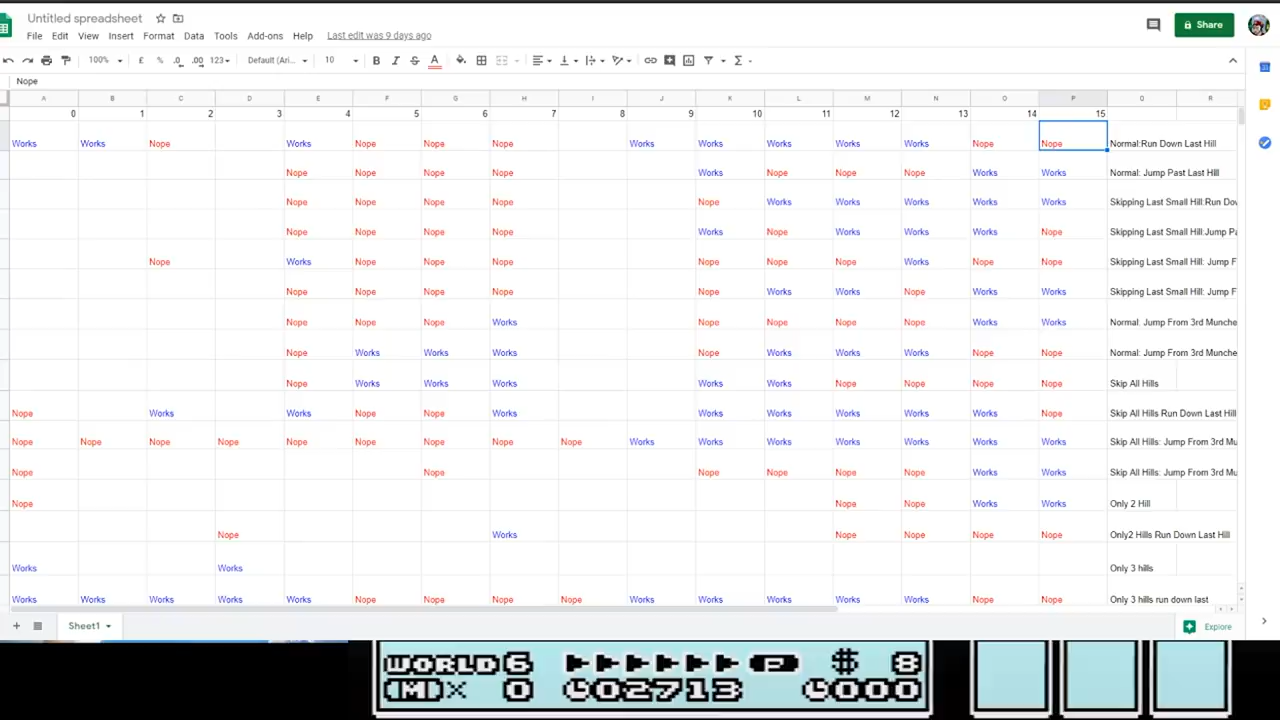 Untitled spreadsheet
Share
File Edit View Insert Format Data Tools Add-ons Help Last edit was 9 days ago
100% £ % .0 .00 123 Default (Ari... 10 B I S A Σ
Nope
A B C D E F G H I J K L M N O P Q R
0 1 2 3 4 5 6 7 8 9 10 11 12 13 14 15
Works Works Nope Works Nope Nope Nope Works Works Works Works Works Nope Nope Normal:Run Down Last Hill
Nope Nope Nope Nope Works Nope Nope Nope Works Works Normal: Jump Past Last Hill
Nope Nope Nope Nope Nope Works Works Works Works Works Skipping Last Small Hill:Run Dov
Nope Nope Nope Nope Works Nope Works Works Works Nope Skipping Last Small Hill:Jump Pa
Nope Works Nope Nope Nope Nope Nope Nope Works Nope Nope Skipping Last Small Hill: Jump F
Nope Nope Nope Nope Nope Works Works Nope Works Works Skipping Last Small Hill: Jump F
Nope Nope Nope Works Nope Nope Nope Nope Works Works Normal: Jump From 3rd Munche
Nope Works Works Works Nope Works Works Works Nope Nope Normal: Jump From 3rd Munche
Nope Works Works Works Works Works Nope Nope Nope Nope Skip All Hills
Nope Works Works Nope Nope Works Works Works Works Works Works Nope Skip All Hills Run Down Last Hill
Nope Nope Nope Nope Nope Nope Nope Nope Nope Works Works Works Works Works Works Works Skip All Hills: Jump From 3rd Mu
Nope Nope Nope Nope Nope Nope Works Works Skip All Hills: Jump From 3rd Mu
Nope Nope Nope Works Works Only 2 Hill
Nope Works Nope Nope Nope Nope Only2 Hills Run Down Last Hill
Works Works Only 3 hills
Works Works Works Works Works Nope Nope Nope Nope Works Works Works Works Works Nope Nope Only 3 hills run down last
Sheet1
Explore
WORLD 6 P $ 8
M × 0 02713 000